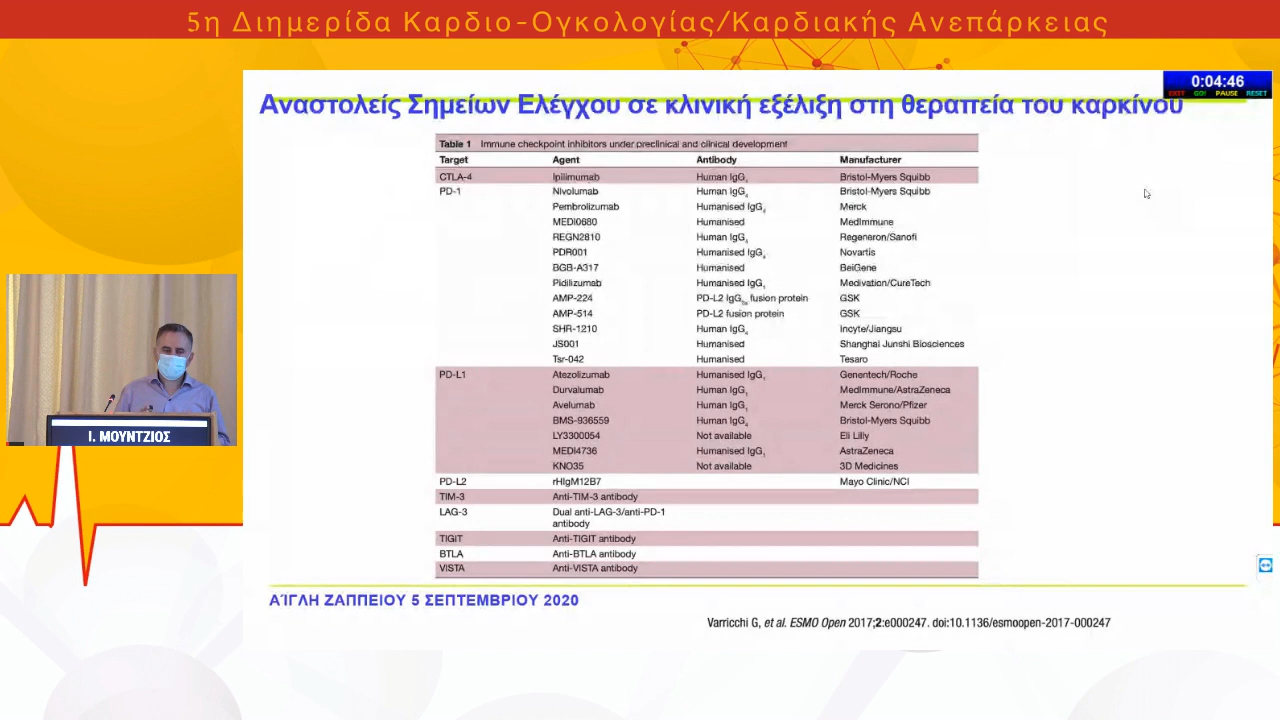 5η Διημερίδα Καρδιο-Ογκολογίας/Καρδιακής Ανεπάρκειας
0:04:46
EXIT GO! PAUSE RESET
Αναστολείς Σημείων Ελέγχου σε κλινική εξέλιξη στη θεραπεία του καρκίνου
Table 1 Immune checkpoint inhibitors under preclinical and clinical development
Target Agent Antibody Manufacturer
CTLA-4 Ipilimumab Human IgG1 Bristol-Myers Squibb
PD-1 Nivolumab Human IgG4 Bristol-Myers Squibb
Pembrolizumab Humanised IgG4 Merck
MEDI0680 Humanised MedImmune
REGN2810 Human IgG4 Regeneron/Sanofi
PDR001 Humanised IgG4 Novartis
BGB-A317 Humanised BeiGene
Pidilizumab Humanised IgG1 Medivation/CureTech
AMP-224 PD-L2 IgG2a fusion protein GSK
AMP-514 PD-L2 fusion protein GSK
SHR-1210 Human IgG4 Incyte/Jiangsu
JS001 Humanised Shanghai Junshi Biosciences
Tsr-042 Humanised Tesaro
PD-L1 Atezolizumab Humanised IgG1 Genentech/Roche
Durvalumab Human IgG1 MedImmune/AstraZeneca
Avelumab Human IgG1 Merck Serono/Pfizer
BMS-936559 Human IgG4 Bristol-Myers Squibb
LY3300054 Not available Eli Lilly
MEDI4736 Humanised IgG1 AstraZeneca
KNO35 Not available 3D Medicines
PD-L2 rHIgM12B7 Mayo Clinic/NCI
TIM-3 Anti-TIM-3 antibody
LAG-3 Dual anti-LAG-3/anti-PD-1
antibody
TIGIT Anti-TIGIT antibody
BTLA Anti-BTLA antibody
VISTA Anti-VISTA antibody
Ι. ΜΟΥΝΤΖΙΟΣ
ΑΊΓΛΗ ΖΑΠΠΕΙΟΥ 5 ΣΕΠΤΕΜΒΡΙΟΥ 2020
Varricchi G, et al. ESMO Open 2017;2:e000247. doi:10.1136/esmoopen-2017-000247